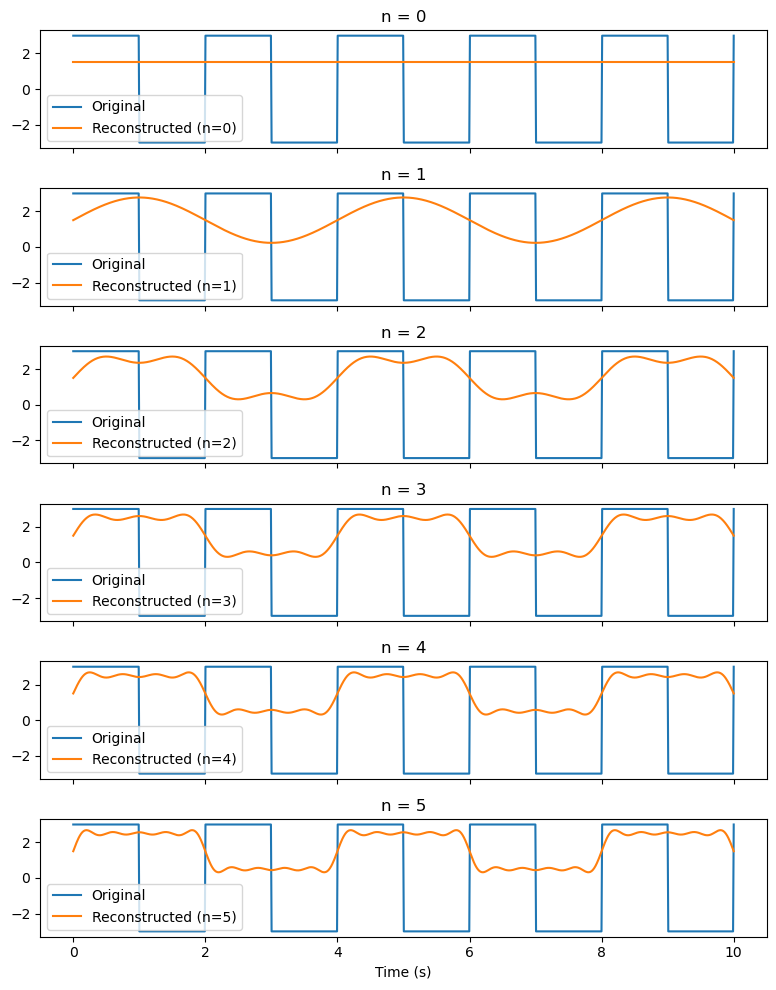 n = 0
2
0
−2
Original
Reconstructed (n=0)
n = 1
2
0
−2
Original
Reconstructed (n=1)
n = 2
2
0
−2
Original
Reconstructed (n=2)
n = 3
2
0
−2
Original
Reconstructed (n=3)
n = 4
2
0
−2
Original
Reconstructed (n=4)
n = 5
2
0
−2
Original
Reconstructed (n=5)
0 2 4 6 8 10
Time (s)